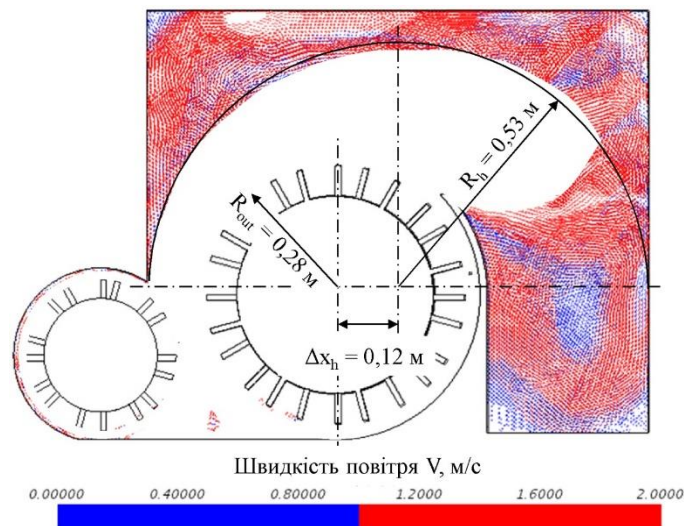 R_h = 0,53 м
R_out = 0,28 м
Δx_h = 0,12 м
Швидкість повітря V, м/с
0.00000 0.40000 0.80000 1.2000 1.6000 2.0000